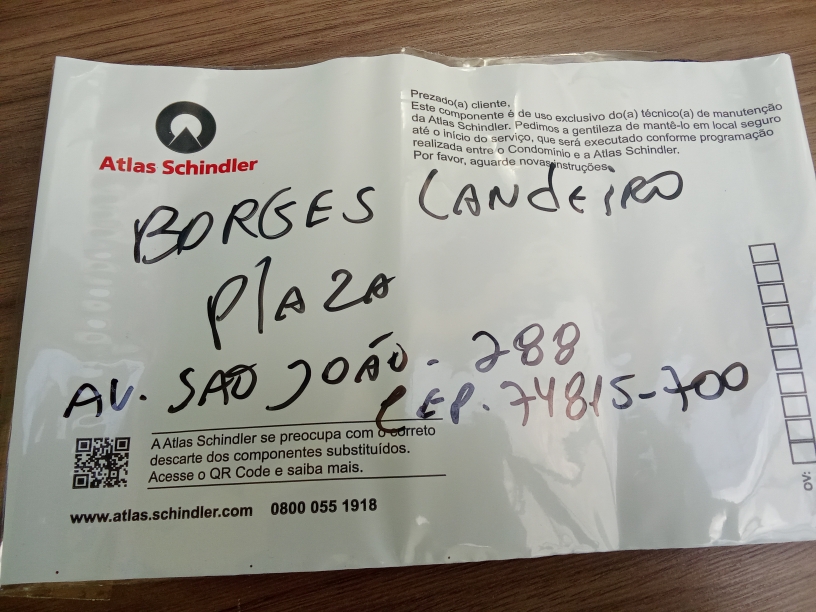 Prezado(a) cliente,
Este componente é de uso exclusivo do(a) técnico(a) de manutenção
da Atlas Schindler. Pedimos a gentileza de mantê-lo em local seguro
até o início do serviço, que será executado conforme programação
realizada entre o Condomínio e a Atlas Schindler.
Por favor, aguarde novas instruções.
Atlas Schindler
BORGES LANDEIRO
PLAZA
AV. SAO JOÃO - 288
CEP. 74815-700
A Atlas Schindler se preocupa com o correto
descarte dos componentes substituídos.
Acesse o QR Code e saiba mais.
www.atlas.schindler.com 0800 055 1918
OV: